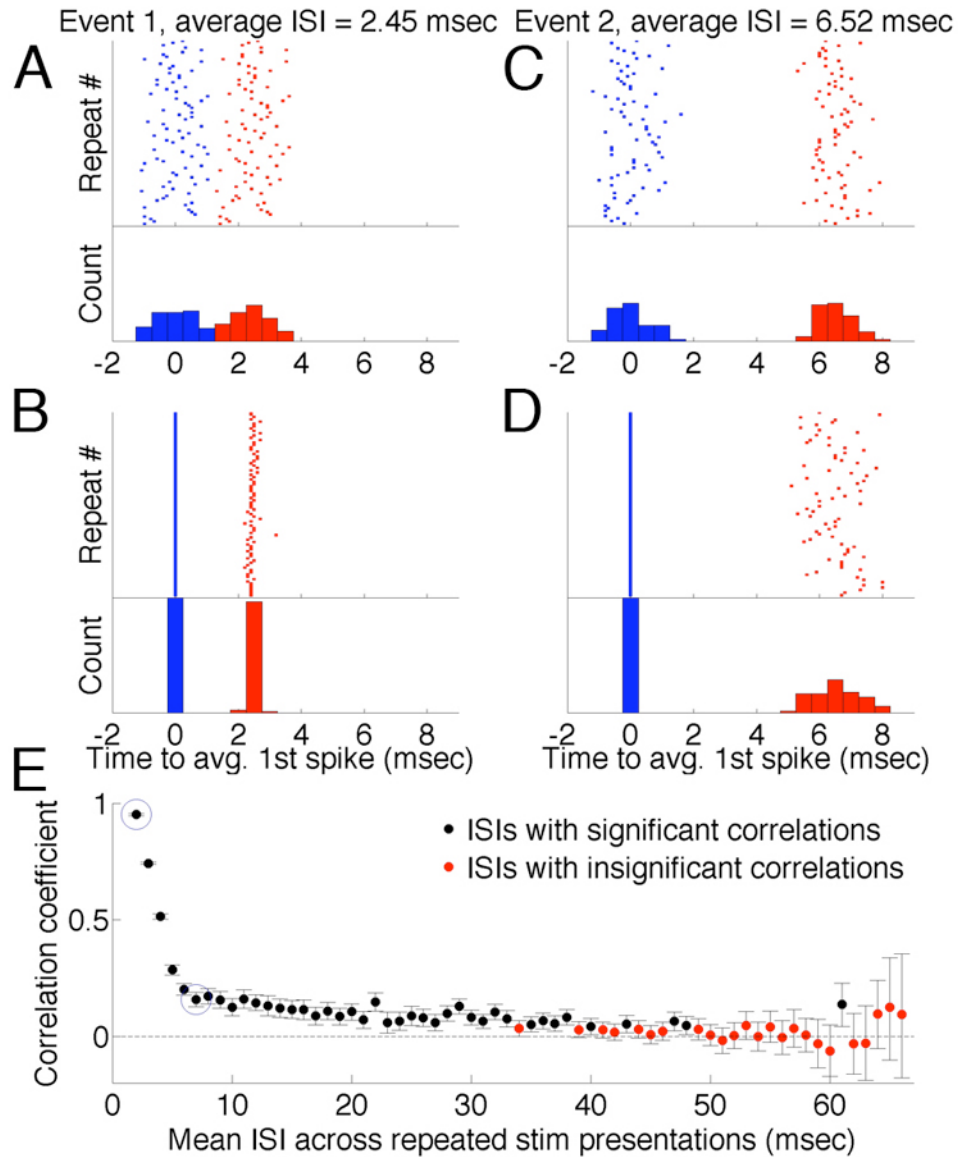 Event 1, average ISI = 2.45 msec
Event 2, average ISI = 6.52 msec
A
Repeat #
Count
-2 0 2 4 6 8
C
-2 0 2 4 6 8
B
Repeat #
Count
-2 0 2 4 6 8
Time to avg. 1st spike (msec)
D
-2 0 2 4 6 8
Time to avg. 1st spike (msec)
E
Correlation coefficient
1
0.5
0
ISIs with significant correlations
ISIs with insignificant correlations
0 10 20 30 40 50 60
Mean ISI across repeated stim presentations (msec)